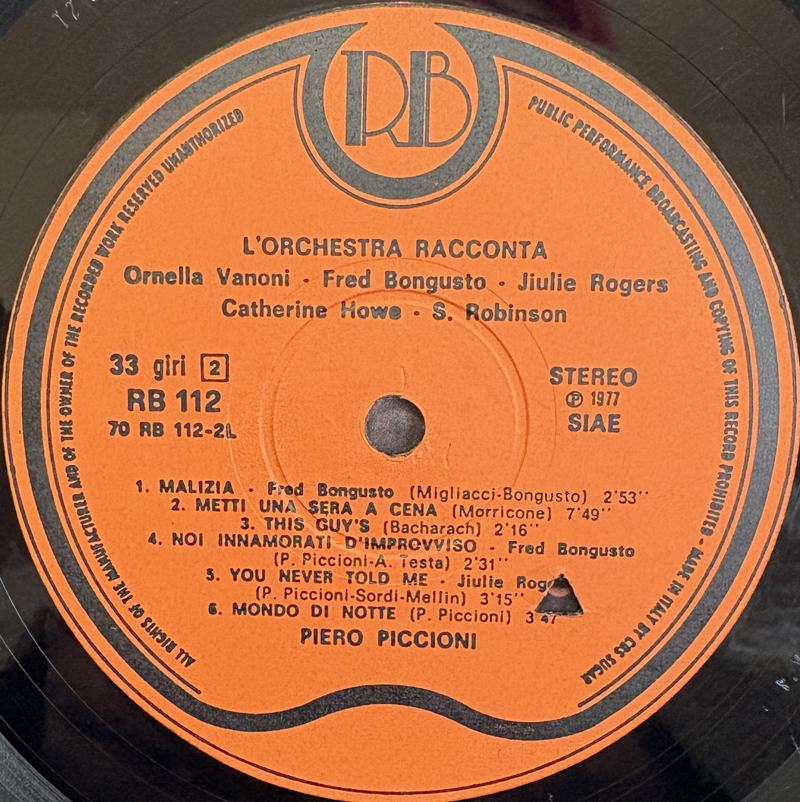 RB
ALL RIGHTS OF THE MANUFACTURER AND OF THE OWNER OF THE RECORDED WORK RESERVED UNAUTHORIZED
PUBLIC PERFORMANCE BROADCASTING AND COPYING OF THIS RECORD PROHIBITED - MADE IN ITALY BY CBS SUGAR
L'ORCHESTRA RACCONTA
Ornella Vanoni · Fred Bongusto · Jiulie Rogers
Catherine Howe · S. Robinson
33 giri 2
RB 112
70 RB 112-2L
STEREO
Ⓟ 1977
SIAE
1. MALIZIA · Fred Bongusto (Migliacci-Bongusto) 2'53''
2. METTI UNA SERA A CENA (Morricone) 7'49''
3. THIS GUY'S (Bacharach) 2'16''
4. NOI INNAMORATI D'IMPROVVISO · Fred Bongusto
(P. Piccioni-A. Testa) 2'31''
5. YOU NEVER TOLD ME · Jiulie
(P. Piccioni-Sordi-Mellin) 3'15''
6. MONDO DI NOTTE (P. Piccioni) 3'47''
PIERO PICCIONI